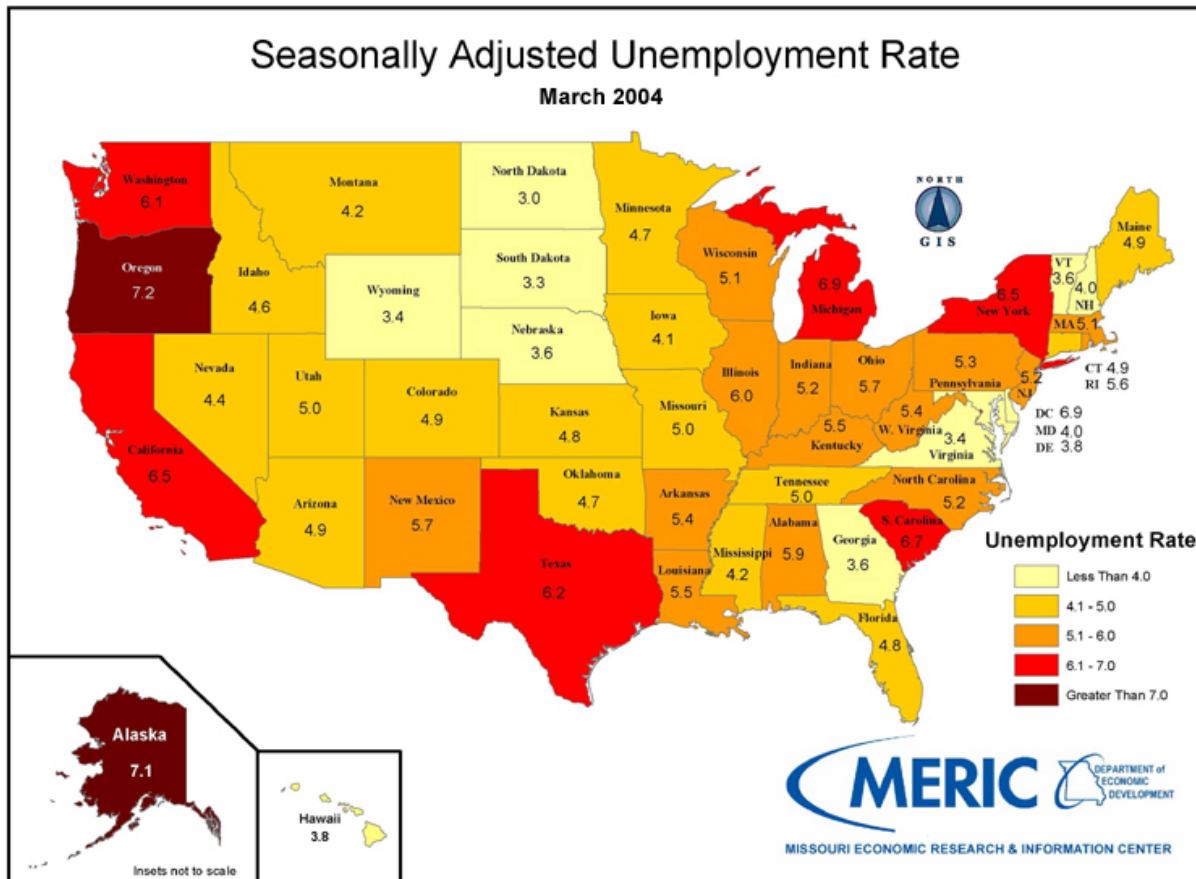 Seasonally Adjusted Unemployment Rate
March 2004
Washington
6.1
Montana
4.2
North Dakota
3.0
Minnesota
4.7
NORTH
GIS
Maine
4.9
Oregon
7.2
Idaho
4.6
Wyoming
3.4
South Dakota
3.3
Wisconsin
5.1
6.9
Michigan
6.5
New York
VT
3.6
4.0
NH
MA 5.1
Nebraska
3.6
Iowa
4.1
Nevada
4.4
Utah
5.0
Colorado
4.9
Kansas
4.8
Missouri
5.0
Illinois
6.0
Indiana
5.2
Ohio
5.7
5.3
Pennsylvania
5.2
NJ
CT 4.9
RI 5.6
DC 6.9
MD 4.0
DE 3.8
5.4
W. Virginia
3.4
Virginia
5.5
Kentucky
California
6.5
Arizona
4.9
New Mexico
5.7
Oklahoma
4.7
Arkansas
5.4
Tennessee
5.0
North Carolina
5.2
S. Carolina
6.7
Texas
6.2
Louisiana
5.5
Mississippi
4.2
Alabama
5.9
Georgia
3.6
Florida
4.8
Unemployment Rate
Less Than 4.0
4.1 - 5.0
5.1 - 6.0
6.1 - 7.0
Greater Than 7.0
Alaska
7.1
Hawaii
3.8
Insets not to scale
MERIC
DEPARTMENT of
ECONOMIC
DEVELOPMENT
MISSOURI ECONOMIC RESEARCH & INFORMATION CENTER